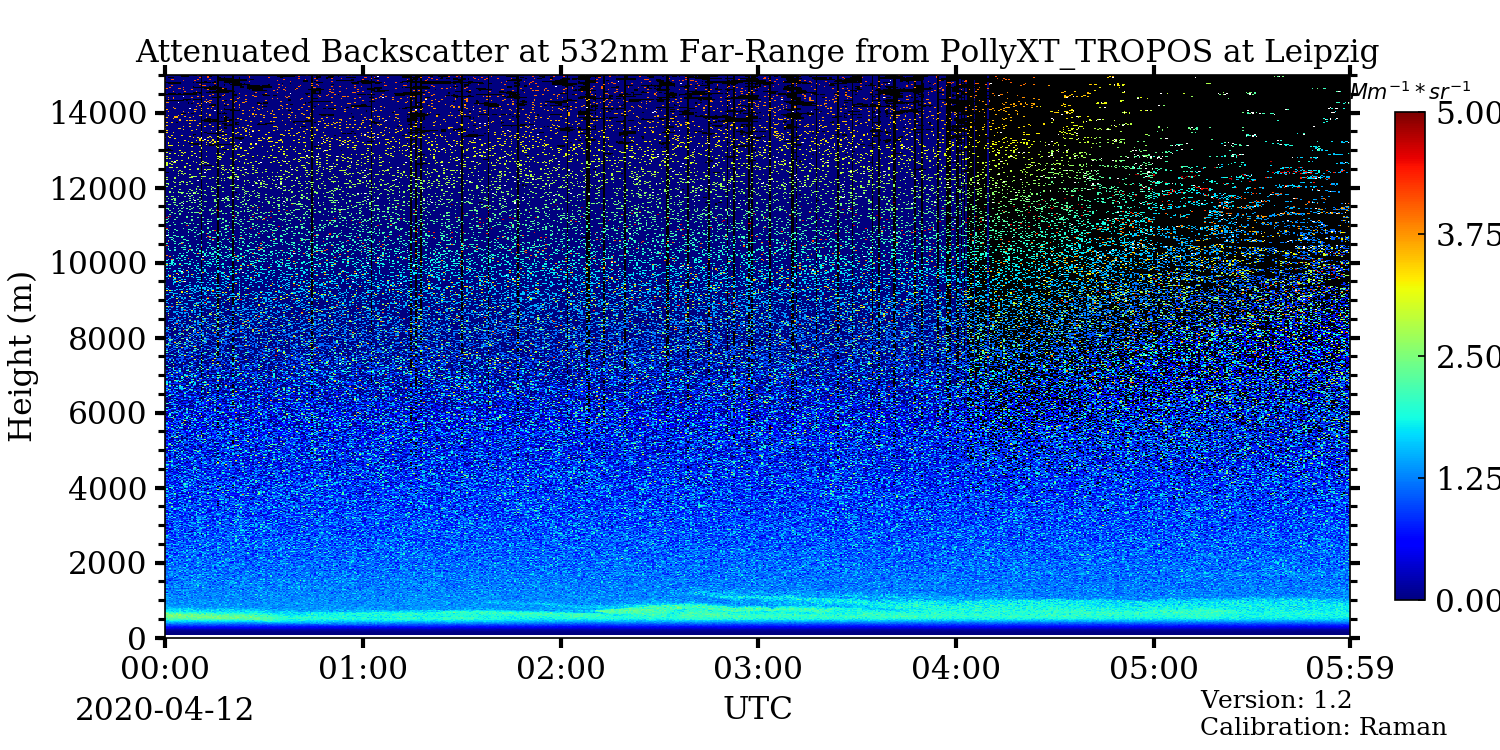 Attenuated Backscatter at 532nm Far-Range from PollyXT_TROPOS at Leipzig
Mm⁻¹ * sr⁻¹
5.00
3.75
2.50
1.25
0.00
Height (m)
14000
12000
10000
8000
6000
4000
2000
0
00:00 01:00 02:00 03:00 04:00 05:00 05:59
2020-04-12
UTC
Version: 1.2
Calibration: Raman